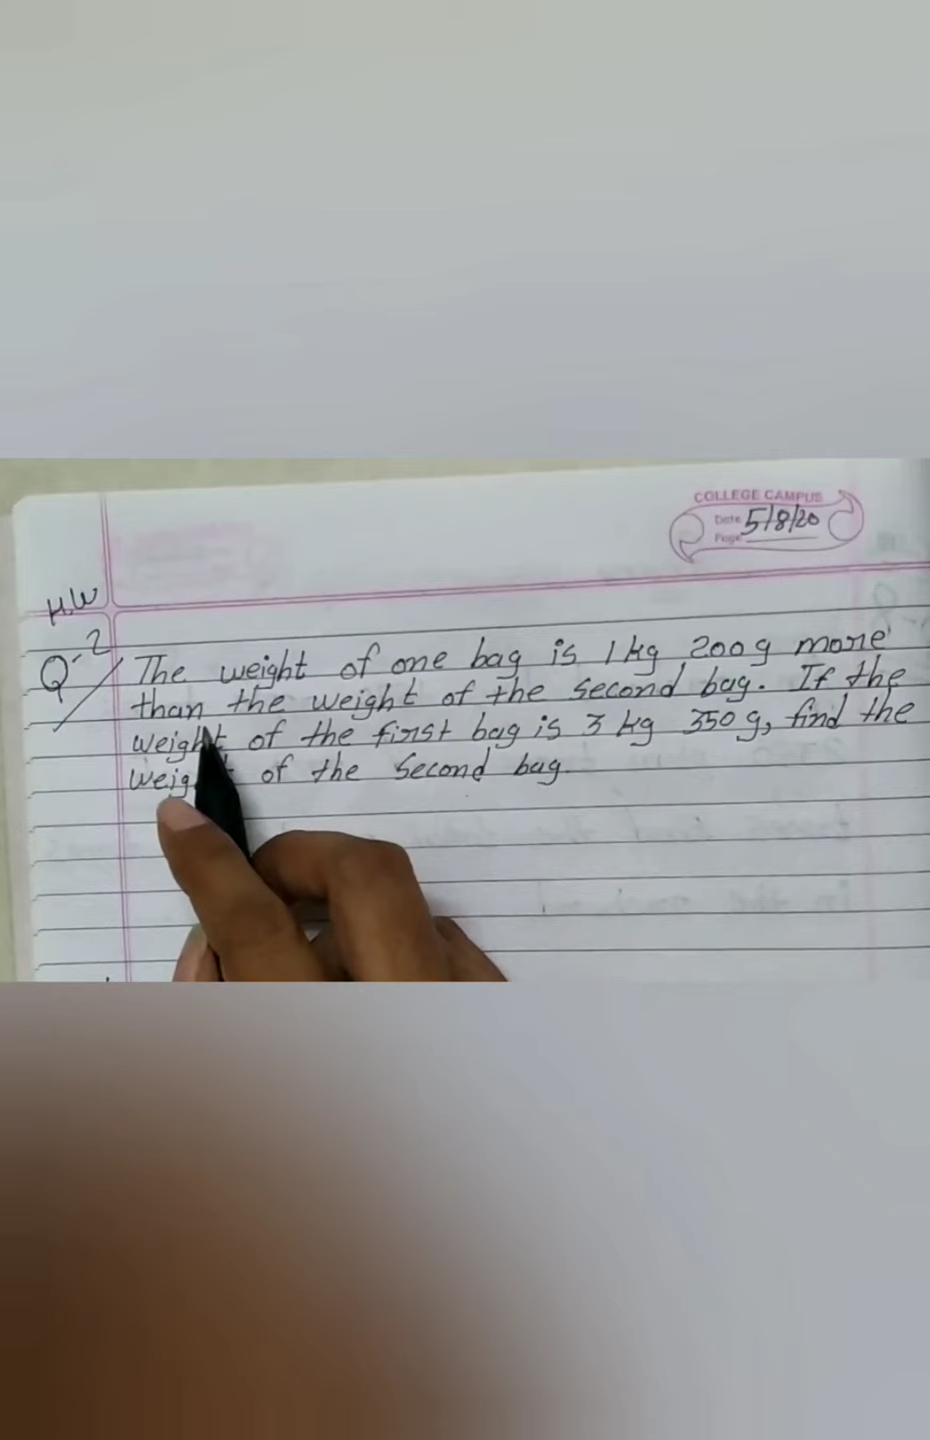 COLLEGE CAMPUS
Date 5/8/20
Page
H.W
Q-2 The weight of one bag is 1 kg 200 g more
than the weight of the second bag. If the
weight of the first bag is 3 kg 350 g, find the
weight of the second bag.